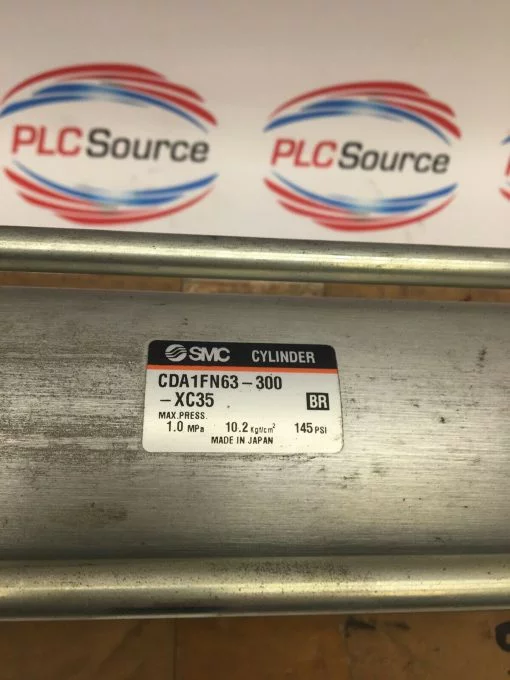 PLCSource PLCSource
SMC CYLINDER
CDA1FN63-300
-XC35 BR
MAX.PRESS.
1.0 MPa 10.2 Kgf/cm² 145 PSI
MADE IN JAPAN